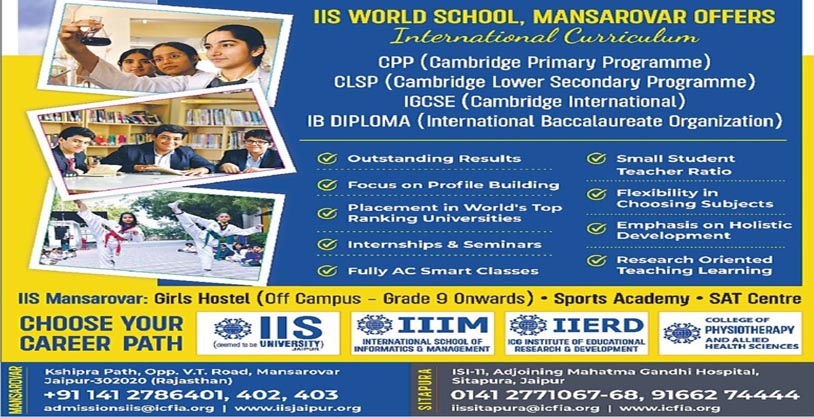 IIS WORLD SCHOOL, MANSAROVAR OFFERS
International Curriculum
CPP (Cambridge Primary Programme)
CLSP (Cambridge Lower Secondary Programme)
IGCSE (Cambridge International)
IB DIPLOMA (International Baccalaureate Organization)
Outstanding Results
Focus on Profile Building
Placement in World's Top
Ranking Universities
Internships & Seminars
Fully AC Smart Classes
Small Student
Teacher Ratio
Flexibility in
Choosing Subjects
Emphasis on Holistic
Development
Research Oriented
Teaching Learning
IIS Mansarovar: Girls Hostel (Off Campus - Grade 9 Onwards) • Sports Academy • SAT Centre
CHOOSE YOUR
CAREER PATH
IIS
(deemed to be UNIVERSITY)
JAIPUR
IIIM
INTERNATIONAL SCHOOL OF
INFORMATICS & MANAGEMENT
IIERD
ICG INSTITUTE OF EDUCATIONAL
RESEARCH & DEVELOPMENT
COLLEGE OF
PHYSIOTHERAPY
AND ALLIED
HEALTH SCIENCES
MANSAROVAR
Kshipra Path, Opp. V.T. Road, Mansarovar
Jaipur-302020 (Rajasthan)
+91 141 2786401, 402, 403
admissionsiis@icfia.org | www.iisjaipur.org
SITAPURA
ISI-11, Adjoining Mahatma Gandhi Hospital,
Sitapura, Jaipur
0141 2771067-68, 91662 74444
iissitapura@icfia.org | www.icfia.org